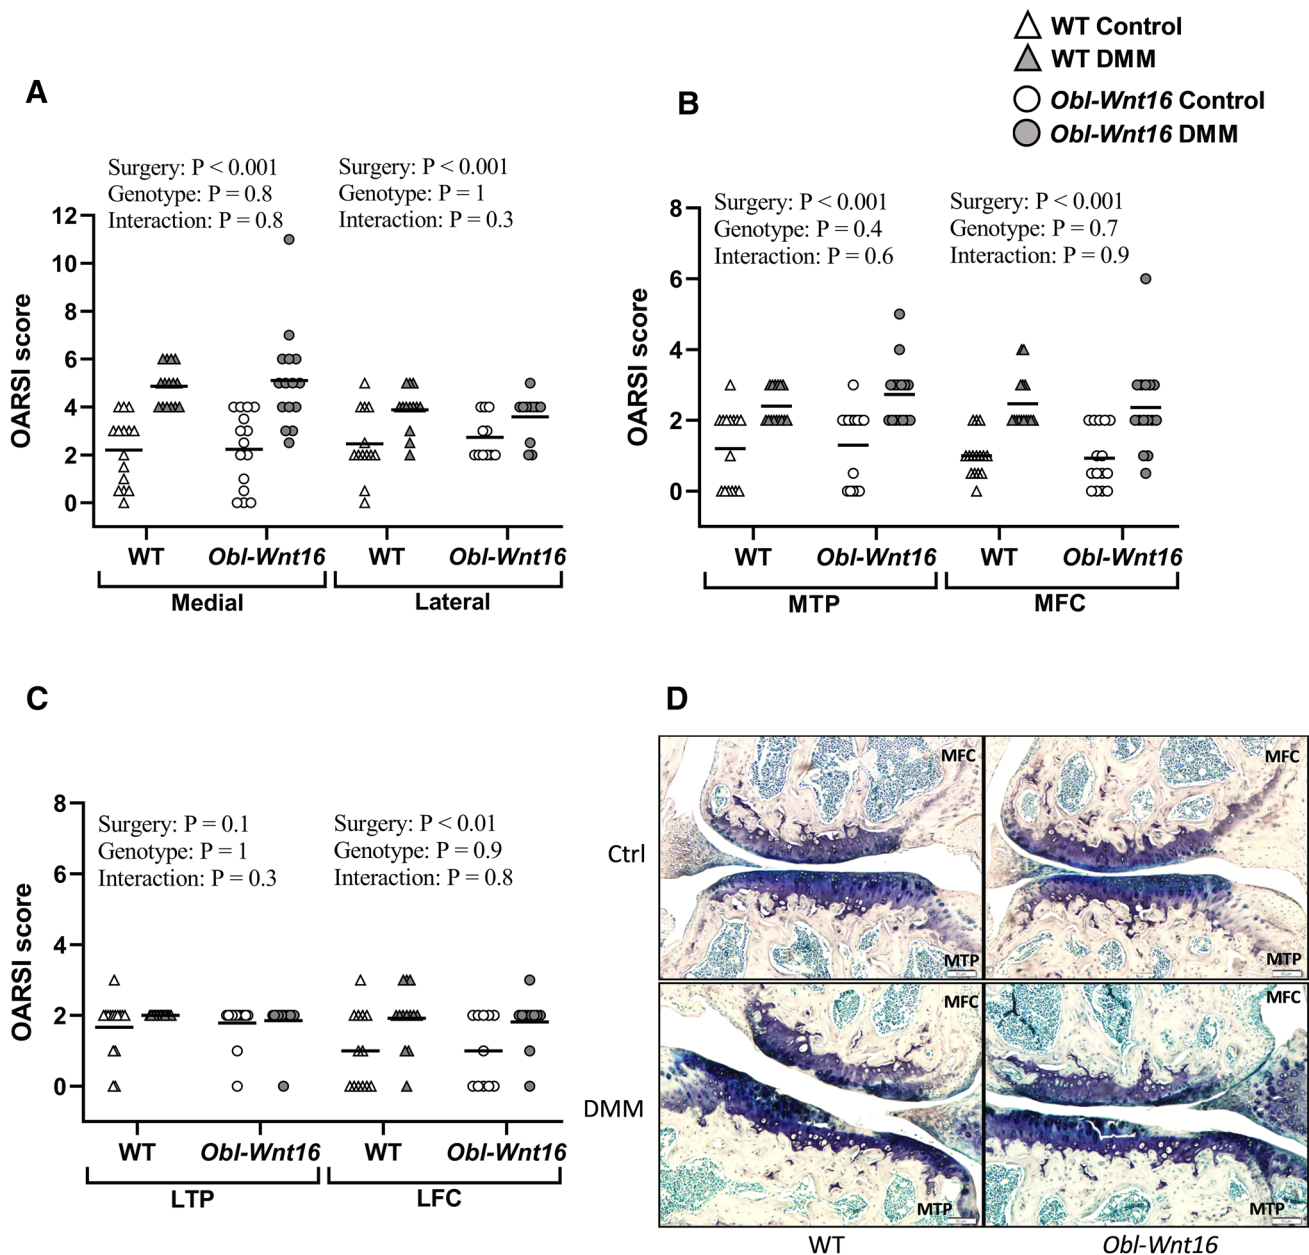 WT Control
WT DMM
Obl-Wnt16 Control
Obl-Wnt16 DMM
A
Surgery: P < 0.001
Genotype: P = 0.8
Interaction: P = 0.8
Surgery: P < 0.001
Genotype: P = 1
Interaction: P = 0.3
OARSI score
12
10
8
6
4
2
0
WT
Obl-Wnt16
WT
Obl-Wnt16
Medial
Lateral
B
Surgery: P < 0.001
Genotype: P = 0.4
Interaction: P = 0.6
Surgery: P < 0.001
Genotype: P = 0.7
Interaction: P = 0.9
OARSI score
8
6
4
2
0
WT
Obl-Wnt16
WT
Obl-Wnt16
MTP
MFC
C
Surgery: P = 0.1
Genotype: P = 1
Interaction: P = 0.3
Surgery: P < 0.01
Genotype: P = 0.9
Interaction: P = 0.8
OARSI score
8
6
4
2
0
WT
Obl-Wnt16
WT
Obl-Wnt16
LTP
LFC
D
MFC
MFC
Ctrl
MTP
MTP
MFC
MFC
DMM
MTP
MTP
WT
Obl-Wnt16